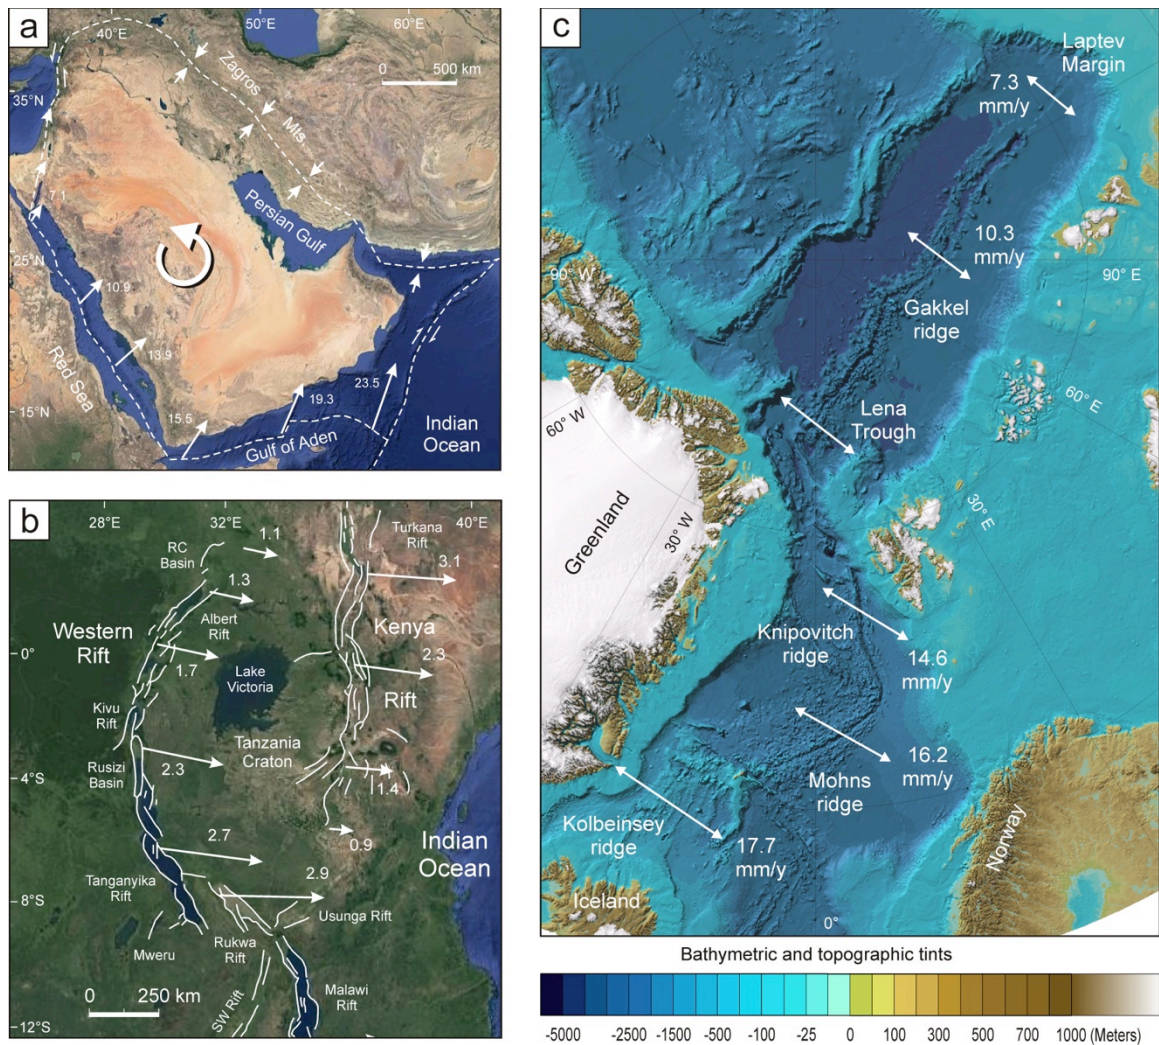 a
40°E
50°E
60°E
Zagros
Mts.
0 500 km
35°N
7.1
Persian Gulf
25°N
10.9
Red Sea
13.9
23.5
19.3
15.5
15°N
Gulf of Aden
Indian
Ocean
b
28°E
32°E
40°E
RC
Basin
1.1
Turkana
Rift
3.1
1.3
Albert
Rift
Western
Rift
Kenya
Rift
1.7
Lake
Victoria
2.3
0°
Kivu
Rift
Tanzania
Craton
Rusizi
Basin
2.3
4°S
1.4
2.7
0.9
Indian
Ocean
Tanganyika
Rift
2.9
8°S
Usunga Rift
Mweru
Rukwa
Rift
0 250 km
SW Rift
Malawi
Rift
12°S
c
Laptev
Margin
7.3
mm/y
10.3
mm/y
90° W
90° E
Gakkel
ridge
60° W
Lena
Trough
60° E
30° E
Greenland
30° W
Knipovitch
ridge
14.6
mm/y
16.2
mm/y
Mohns
ridge
Kolbeinsey
ridge
17.7
mm/y
Norway
Iceland
0°
Bathymetric and topographic tints
-5000 -2500 -1500 -500 -100 -25 0 100 300 500 700 1000 (Meters)